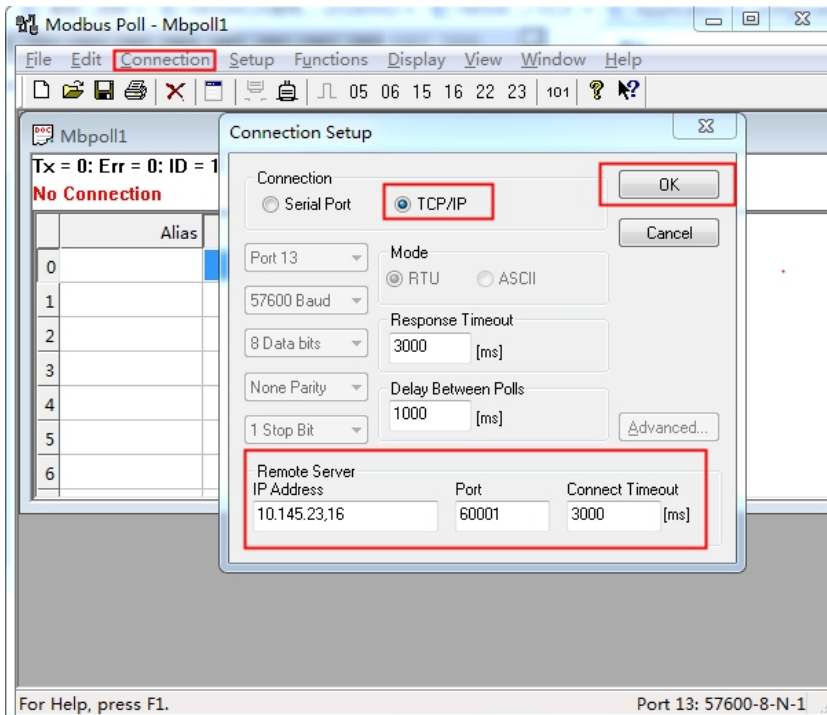 Modbus Poll - Mbpoll1
File Edit Connection Setup Functions Display View Window Help
05 06 15 16 22 23 101
Mbpoll1
Tx = 0: Err = 0: ID = 1
No Connection
Alias
0
1
2
3
4
5
6
Connection Setup
Connection
Serial Port TCP/IP
OK
Cancel
Port 13
57600 Baud
8 Data bits
None Parity
1 Stop Bit
Mode
RTU ASCII
Response Timeout
3000 [ms]
Delay Between Polls
1000 [ms]
Advanced...
Remote Server
IP Address Port Connect Timeout
10.145.23,16 60001 3000 [ms]
For Help, press F1. Port 13: 57600-8-N-1